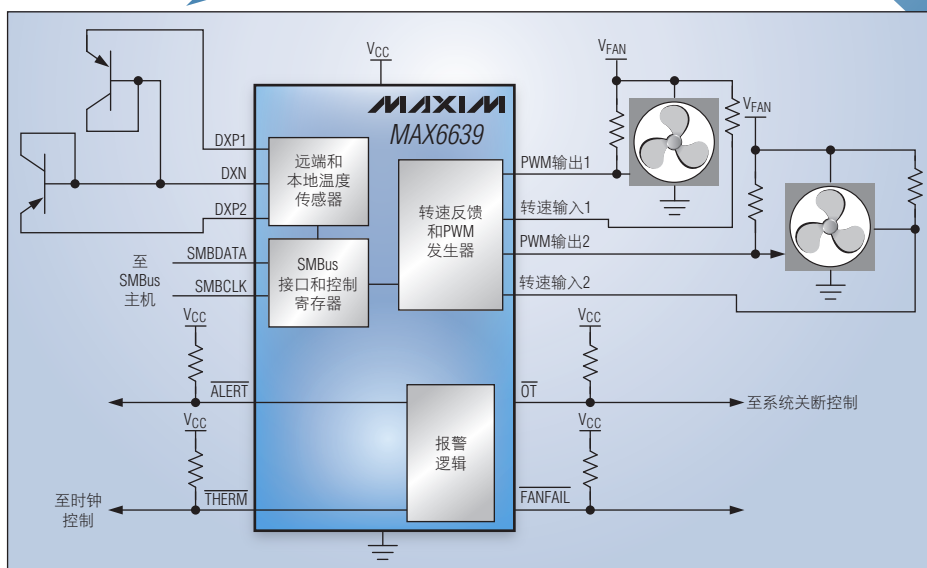 VCC
MAXIM
MAX6639
VFAN
VFAN
DXP1
DXN
DXP2
远端和
本地温度
传感器
PWM输出1
转速输入1
PWM输出2
转速输入2
转速反馈
和PWM
发生器
至
SMBus
主机
SMBDATA
SMBCLK
SMBus
接口和控制
寄存器
VCC
ALERT
VCC
OT
至系统关断控制
报警
逻辑
VCC
THERM
至时钟
控制
VCC
FANFAIL